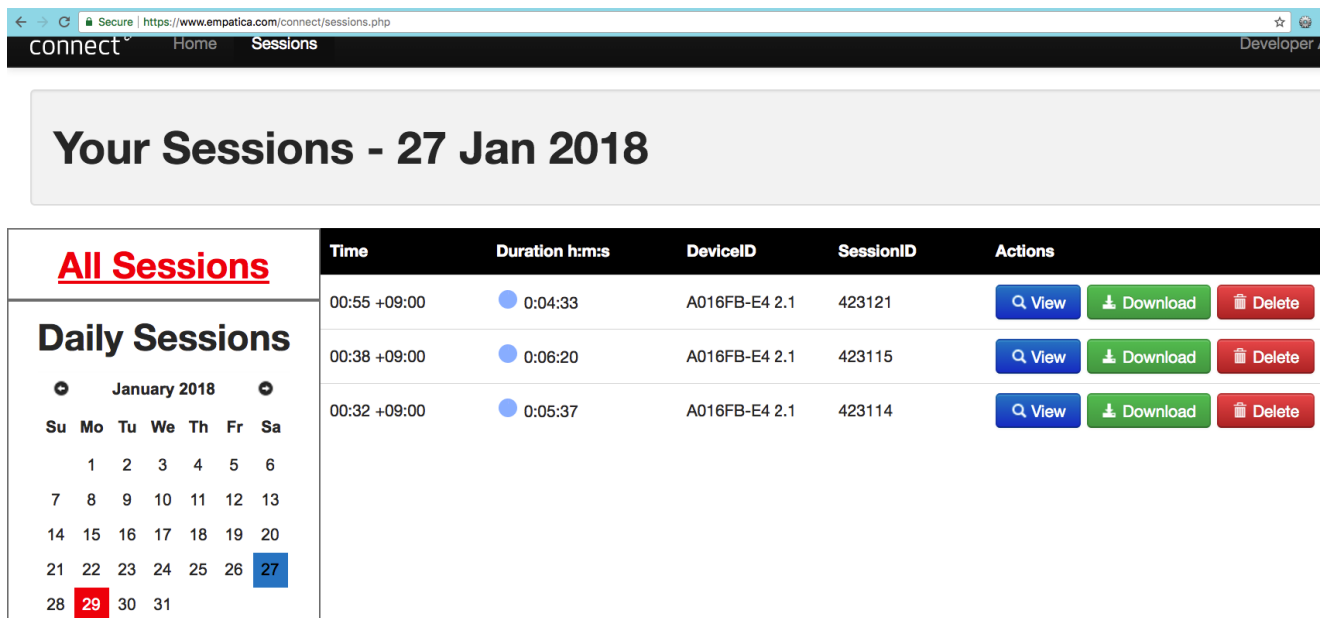 Secure | https://www.empatica.com/connect/sessions.php
connect Home Sessions Developer
Your Sessions - 27 Jan 2018
All Sessions
Daily Sessions
January 2018
Su Mo Tu We Th Fr Sa
1 2 3 4 5 6
7 8 9 10 11 12 13
14 15 16 17 18 19 20
21 22 23 24 25 26 27
28 29 30 31
Time Duration h:m:s DeviceID SessionID Actions
00:55 +09:00 0:04:33 A016FB-E4 2.1 423121 View Download Delete
00:38 +09:00 0:06:20 A016FB-E4 2.1 423115 View Download Delete
00:32 +09:00 0:05:37 A016FB-E4 2.1 423114 View Download Delete